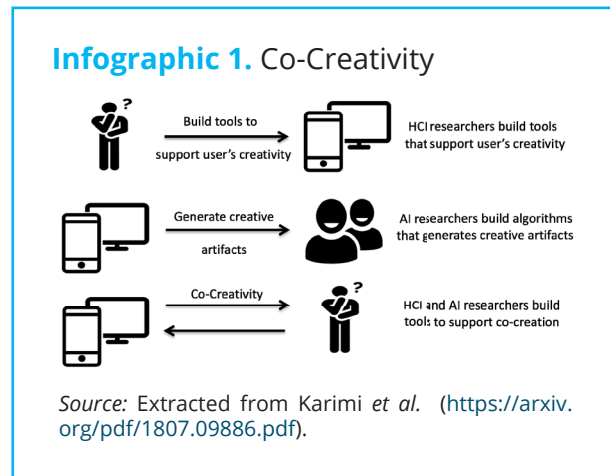 Infographic 1. Co-Creativity
?
Build tools to
support user's creativity
HCI researchers build tools
that support user's creativity
Generate creative
artifacts
AI researchers build algorithms
that generates creative artifacts
Co-Creativity
?
HCI and AI researchers build
tools to support co-creation
Source: Extracted from Karimi et al. (https://arxiv.
org/pdf/1807.09886.pdf).